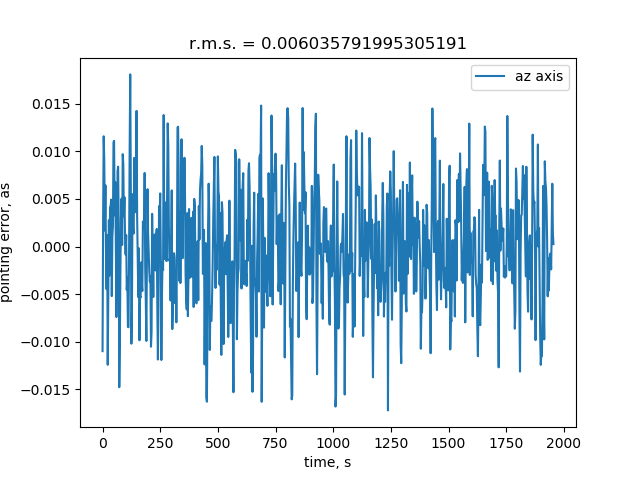 r.m.s. = 0.006035791995305191
az axis
0.015
0.010
0.005
0.000
−0.005
−0.010
−0.015
pointing error, as
0 250 500 750 1000 1250 1500 1750 2000
time, s